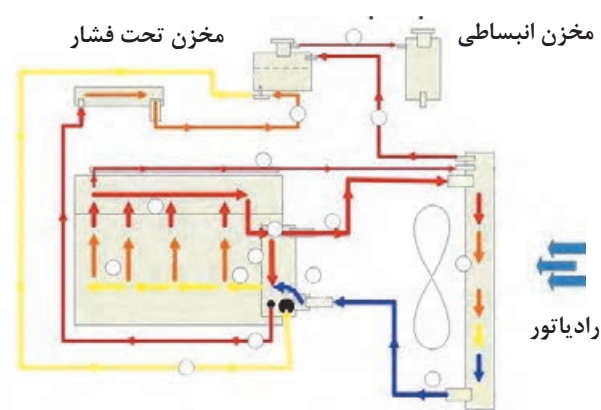 مخزن انبساطی
مخزن تحت فشار
رادیاتور